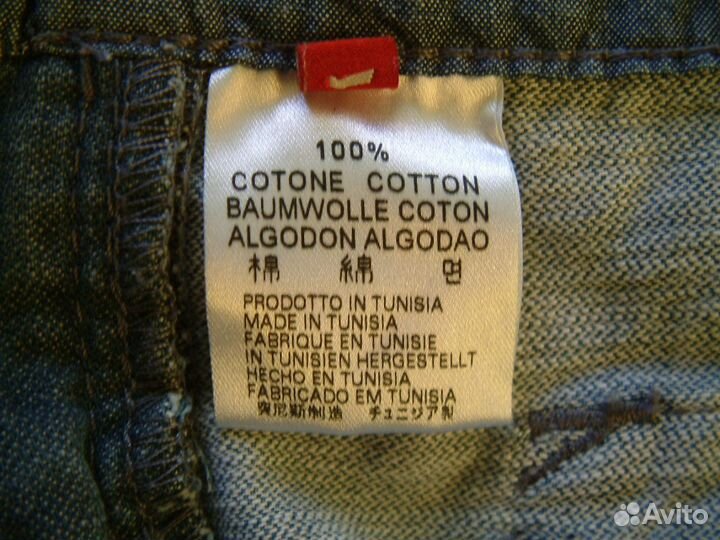 100%
COTONE COTTON
BAUMWOLLE COTON
ALGODON ALGODAO
棉 綿 면
PRODOTTO IN TUNISIA
MADE IN TUNISIA
FABRIQUE EN TUNISIE
IN TUNISIEN HERGESTELLT
HECHO EN TUNISIA
FABRICADO EM TUNISIA
突尼斯制造 チュニジア製
Avito